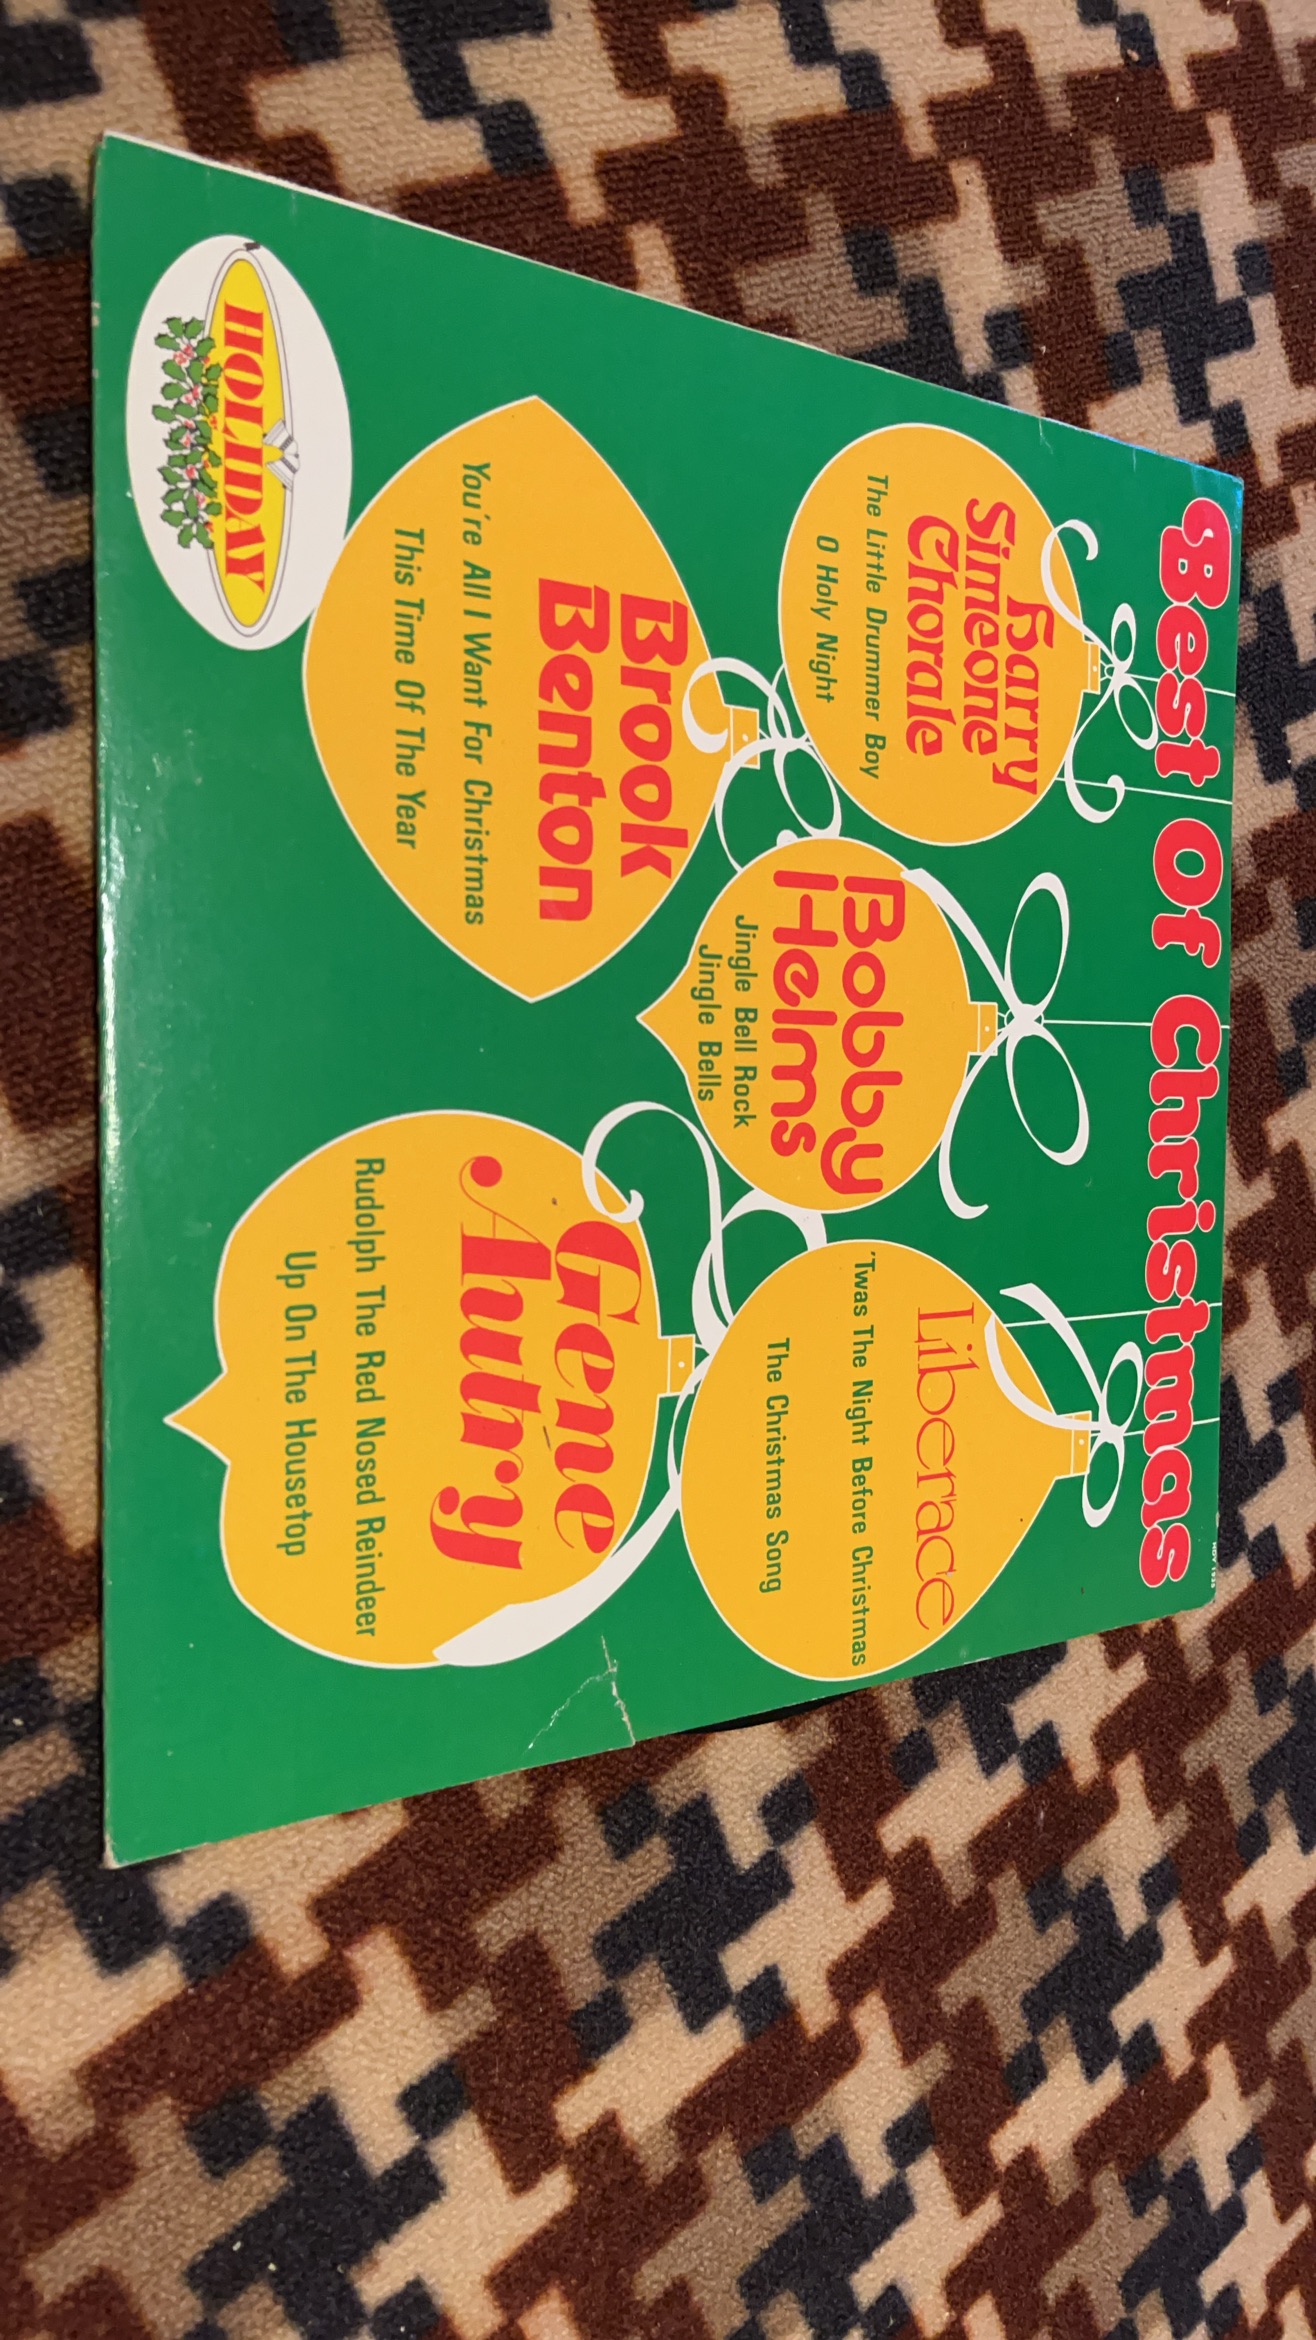 Best Of Christmas
Harry
Simeone
Chorale
The Little Drummer Boy
O Holy Night
Bobby
Helms
Jingle Bell Rock
Jingle Bells
Liberace
'Twas The Night Before Christmas
The Christmas Song
Brook
Benton
You're All I Want For Christmas
This Time Of The Year
Gene
Autry
Rudolph The Red Nosed Reindeer
Up On The Housetop
HOLIDAY